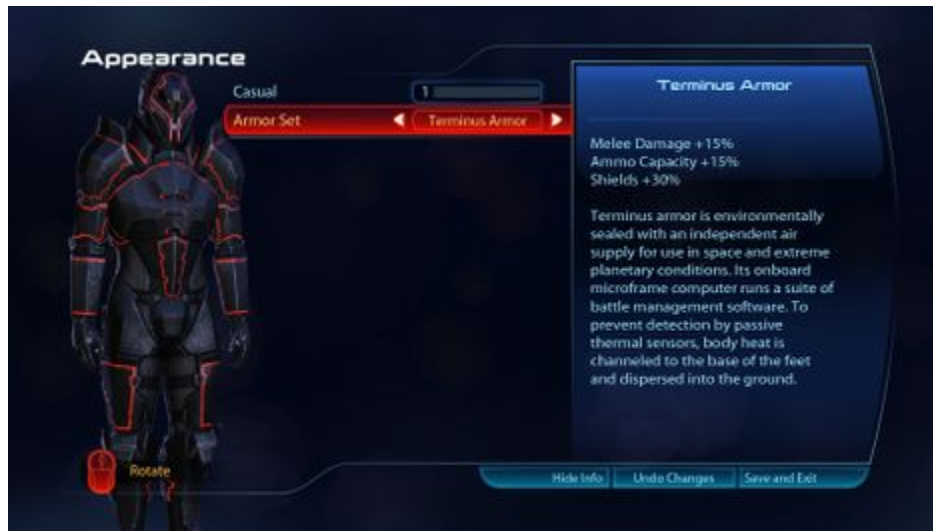 Appearance
Casual 1
Armor Set Terminus Armor
Terminus Armor
Melee Damage +15%
Ammo Capacity +15%
Shields +30%
Terminus armor is environmentally
sealed with an independent air
supply for use in space and extreme
planetary conditions. Its onboard
microframe computer runs a suite of
battle management software. To
prevent detection by passive
thermal sensors, body heat is
channeled to the base of the feet
and dispersed into the ground.
Rotate
Hide Info Undo Changes Save and Exit